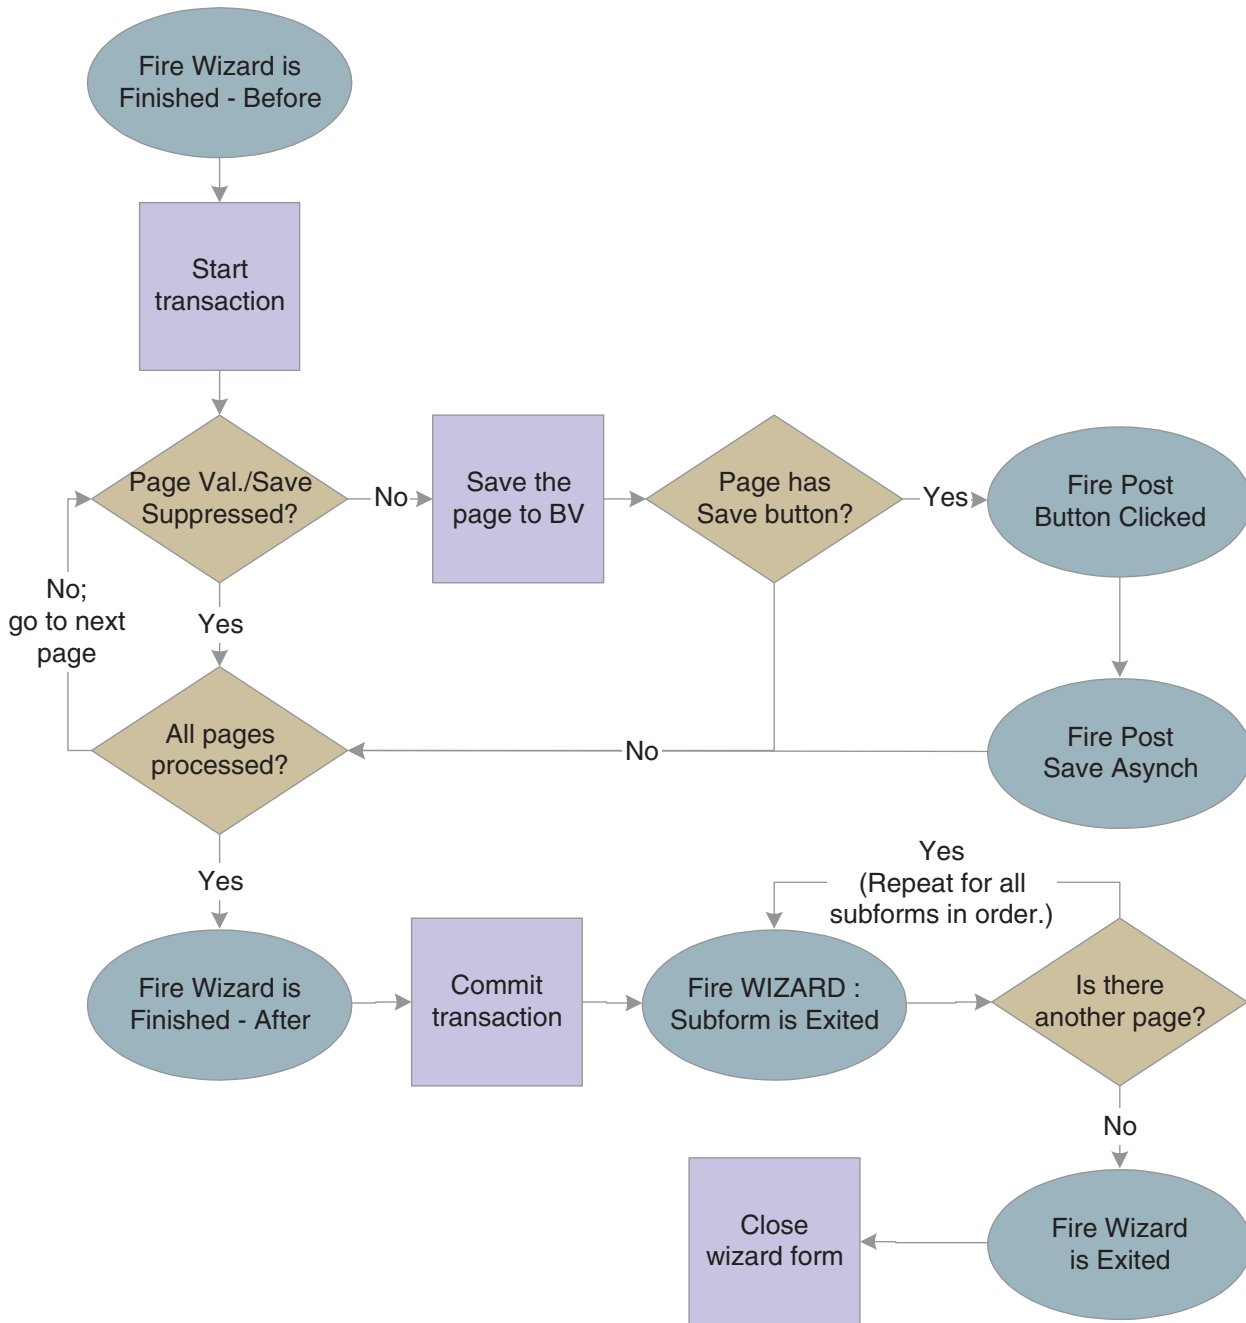 Fire Wizard is
Finished - Before
Start
transaction
Page Val./Save
Suppressed?
No
Save the
page to BV
Page has
Save button?
Yes
Fire Post
Button Clicked
No;
go to next
page
Yes
All pages
processed?
No
Fire Post
Save Asynch
Yes
Yes
(Repeat for all
subforms in order.)
Fire Wizard is
Finished - After
Commit
transaction
Fire WIZARD :
Subform is Exited
Is there
another page?
No
Close
wizard form
Fire Wizard
is Exited